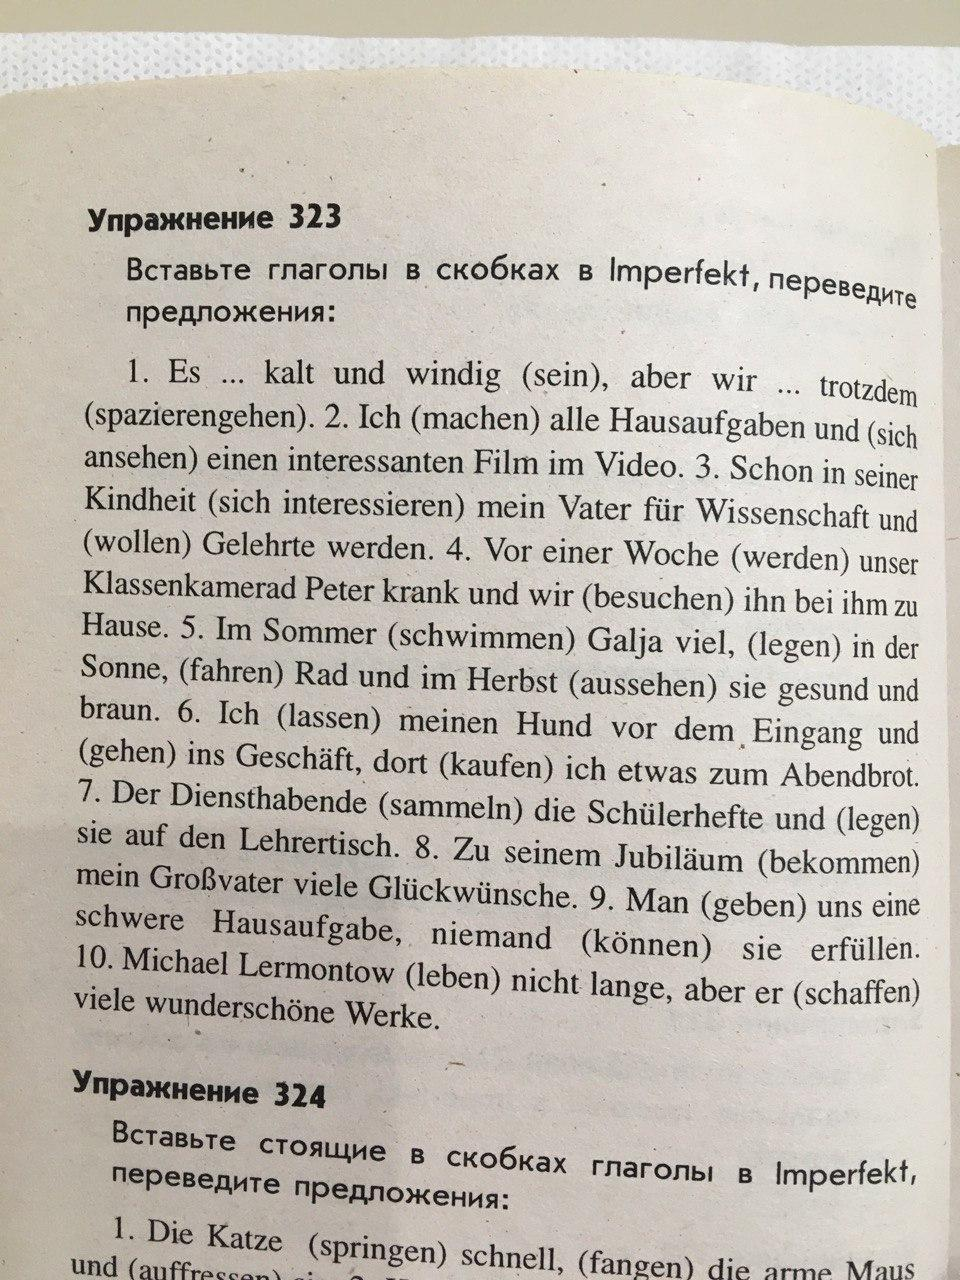 Упражнение 323
Вставьте глаголы в скобках в Imperfekt, переведите
предложения:
1. Es ... kalt und windig (sein), aber wir ... trotzdem
(spazierengehen). 2. Ich (machen) alle Hausaufgaben und (sich
ansehen) einen interessanten Film im Video. 3. Schon in seiner
Kindheit (sich interessieren) mein Vater für Wissenschaft und
(wollen) Gelehrte werden. 4. Vor einer Woche (werden) unser
Klassenkamerad Peter krank und wir (besuchen) ihn bei ihm zu
Hause. 5. Im Sommer (schwimmen) Galja viel, (legen) in der
Sonne, (fahren) Rad und im Herbst (aussehen) sie gesund und
braun. 6. Ich (lassen) meinen Hund vor dem Eingang und
(gehen) ins Geschäft, dort (kaufen) ich etwas zum Abendbrot.
7. Der Diensthabende (sammeln) die Schülerhefte und (legen)
sie auf den Lehrertisch. 8. Zu seinem Jubiläum (bekommen)
mein Großvater viele Glückwünsche. 9. Man (geben) uns eine
schwere Hausaufgabe, niemand (können) sie erfüllen.
10. Michael Lermontow (leben) nicht lange, aber er (schaffen)
viele wunderschöne Werke.
Упражнение 324
Вставьте стоящие в скобках глаголы в Imperfekt,
переведите предложения:
1. Die Katze (springen) schnell, (fangen) die arme Maus
und (auffressen)